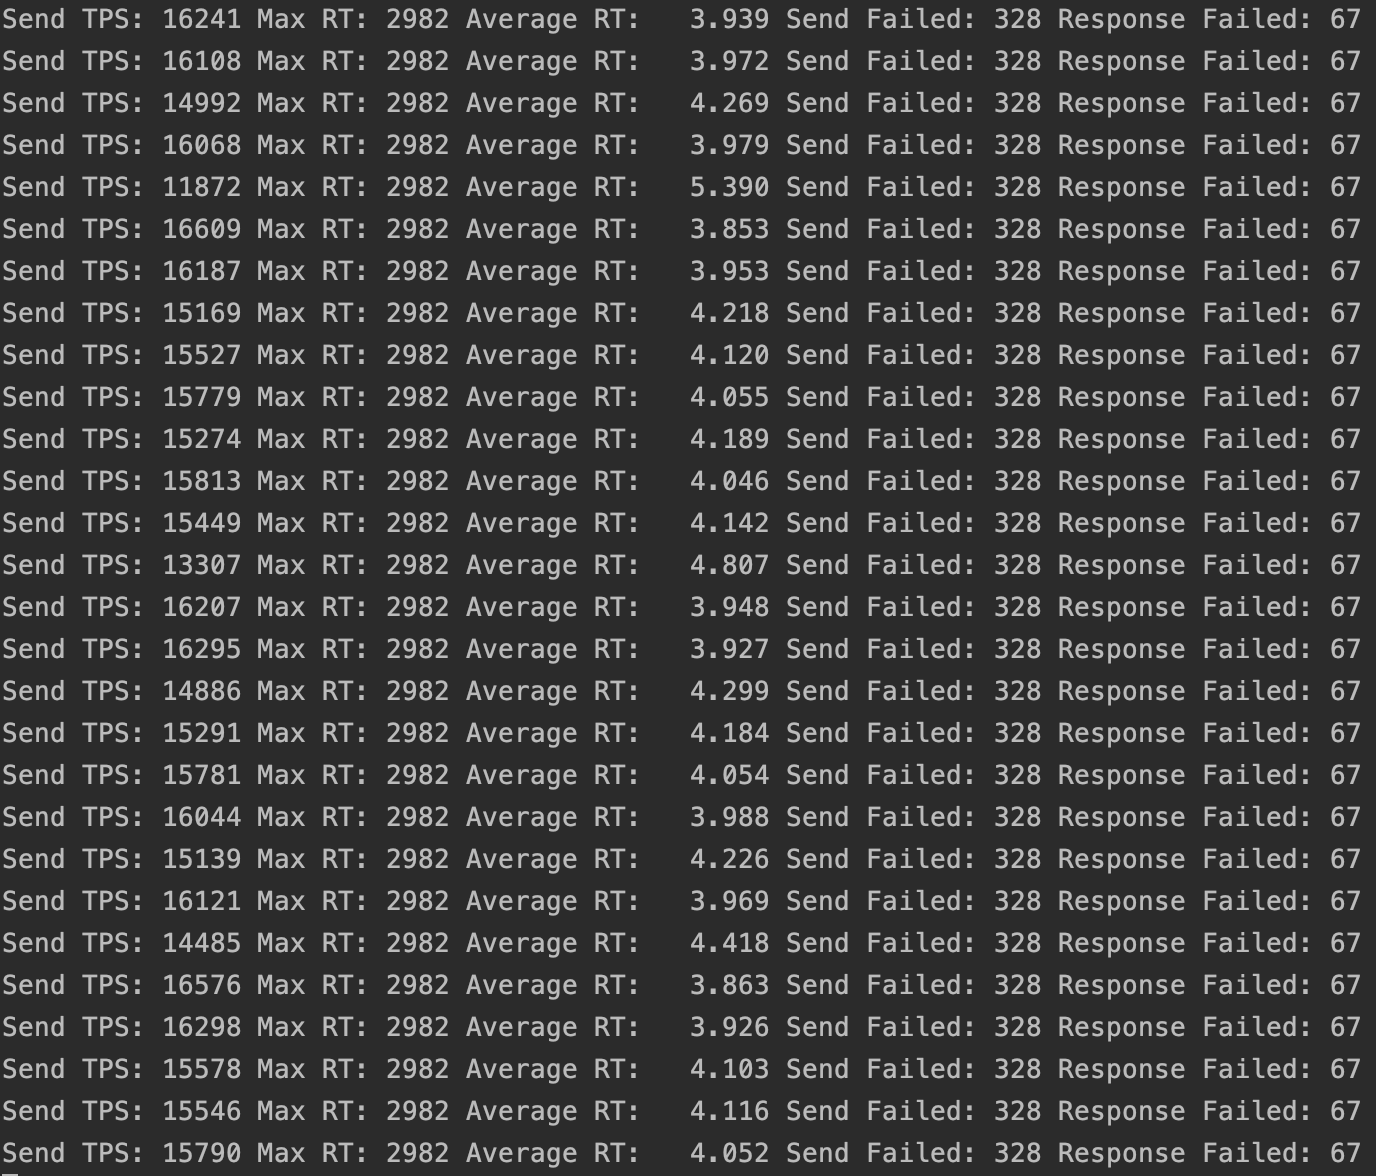 Send TPS: 16241 Max RT: 2982 Average RT:   3.939 Send Failed: 328 Response Failed: 67
Send TPS: 16108 Max RT: 2982 Average RT:   3.972 Send Failed: 328 Response Failed: 67
Send TPS: 14992 Max RT: 2982 Average RT:   4.269 Send Failed: 328 Response Failed: 67
Send TPS: 16068 Max RT: 2982 Average RT:   3.979 Send Failed: 328 Response Failed: 67
Send TPS: 11872 Max RT: 2982 Average RT:   5.390 Send Failed: 328 Response Failed: 67
Send TPS: 16609 Max RT: 2982 Average RT:   3.853 Send Failed: 328 Response Failed: 67
Send TPS: 16187 Max RT: 2982 Average RT:   3.953 Send Failed: 328 Response Failed: 67
Send TPS: 15169 Max RT: 2982 Average RT:   4.218 Send Failed: 328 Response Failed: 67
Send TPS: 15527 Max RT: 2982 Average RT:   4.120 Send Failed: 328 Response Failed: 67
Send TPS: 15779 Max RT: 2982 Average RT:   4.055 Send Failed: 328 Response Failed: 67
Send TPS: 15274 Max RT: 2982 Average RT:   4.189 Send Failed: 328 Response Failed: 67
Send TPS: 15813 Max RT: 2982 Average RT:   4.046 Send Failed: 328 Response Failed: 67
Send TPS: 15449 Max RT: 2982 Average RT:   4.142 Send Failed: 328 Response Failed: 67
Send TPS: 13307 Max RT: 2982 Average RT:   4.807 Send Failed: 328 Response Failed: 67
Send TPS: 16207 Max RT: 2982 Average RT:   3.948 Send Failed: 328 Response Failed: 67
Send TPS: 16295 Max RT: 2982 Average RT:   3.927 Send Failed: 328 Response Failed: 67
Send TPS: 14886 Max RT: 2982 Average RT:   4.299 Send Failed: 328 Response Failed: 67
Send TPS: 15291 Max RT: 2982 Average RT:   4.184 Send Failed: 328 Response Failed: 67
Send TPS: 15781 Max RT: 2982 Average RT:   4.054 Send Failed: 328 Response Failed: 67
Send TPS: 16044 Max RT: 2982 Average RT:   3.988 Send Failed: 328 Response Failed: 67
Send TPS: 15139 Max RT: 2982 Average RT:   4.226 Send Failed: 328 Response Failed: 67
Send TPS: 16121 Max RT: 2982 Average RT:   3.969 Send Failed: 328 Response Failed: 67
Send TPS: 14485 Max RT: 2982 Average RT:   4.418 Send Failed: 328 Response Failed: 67
Send TPS: 16576 Max RT: 2982 Average RT:   3.863 Send Failed: 328 Response Failed: 67
Send TPS: 16298 Max RT: 2982 Average RT:   3.926 Send Failed: 328 Response Failed: 67
Send TPS: 15578 Max RT: 2982 Average RT:   4.103 Send Failed: 328 Response Failed: 67
Send TPS: 15546 Max RT: 2982 Average RT:   4.116 Send Failed: 328 Response Failed: 67
Send TPS: 15790 Max RT: 2982 Average RT:   4.052 Send Failed: 328 Response Failed: 67